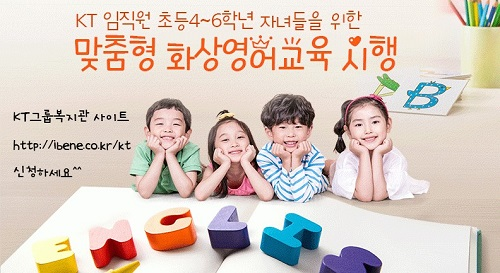 KT 임직원 초등4~6학년 자녀들을 위한
맞춤형 화상영어교육 시행
B
KT그룹복지관 사이트
http://ibene.co.kr/kt
신청하세요^^
ENGLISH